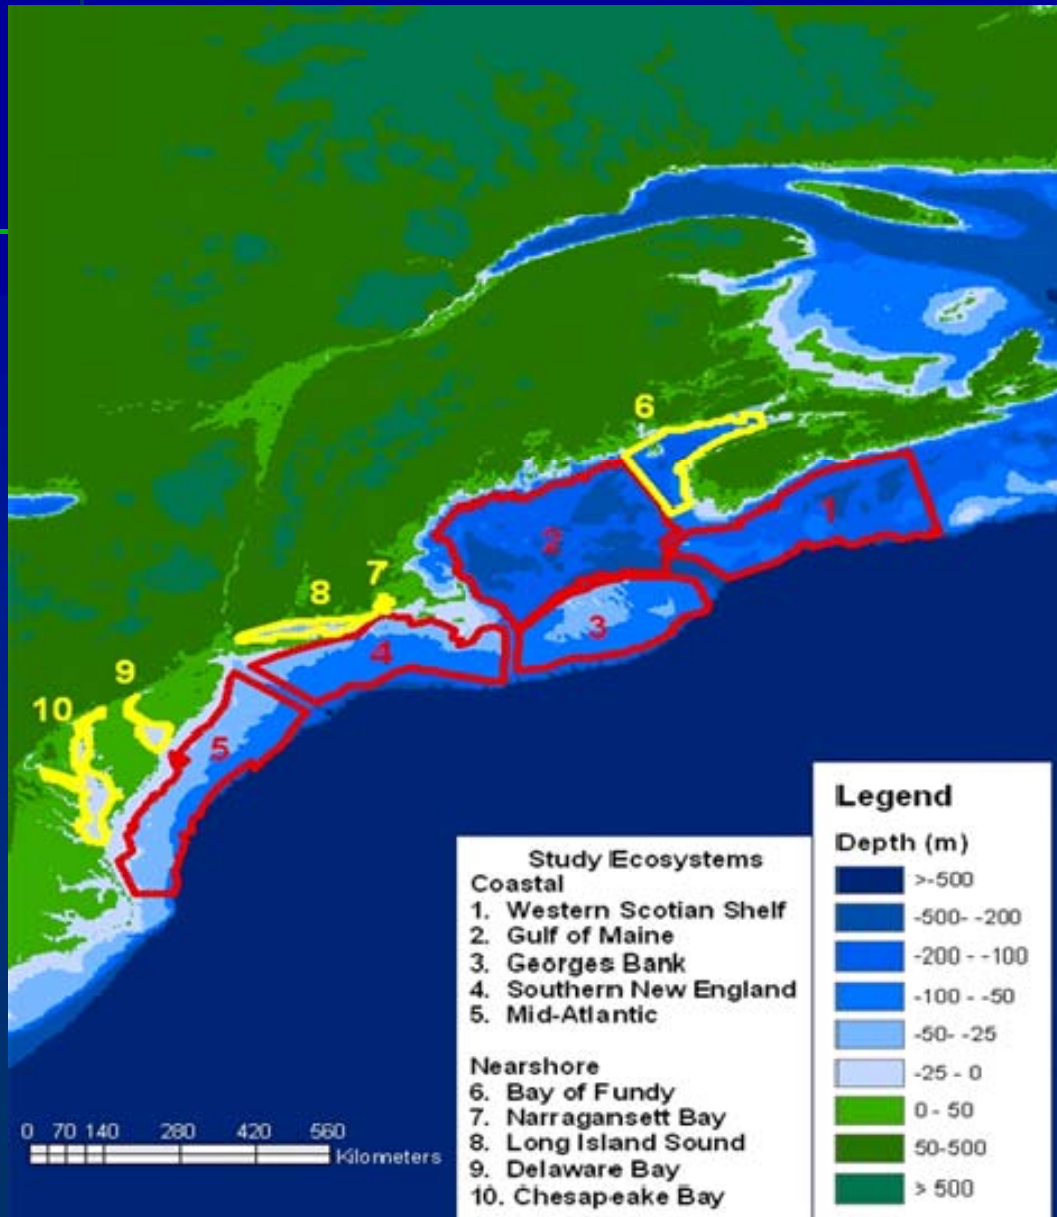 6
1
2
7
8
3
4
9
10
5
Legend
Depth (m)
>-500
-500- -200
-200 - -100
-100 - -50
-50- -25
-25 - 0
0 - 50
50-500
> 500
Study Ecosystems
Coastal
1. Western Scotian Shelf
2. Gulf of Maine
3. Georges Bank
4. Southern New England
5. Mid-Atlantic
Nearshore
6. Bay of Fundy
7. Narragansett Bay
8. Long Island Sound
9. Delaware Bay
10. Chesapeake Bay
0 70 140 280 420 560
Kilometers